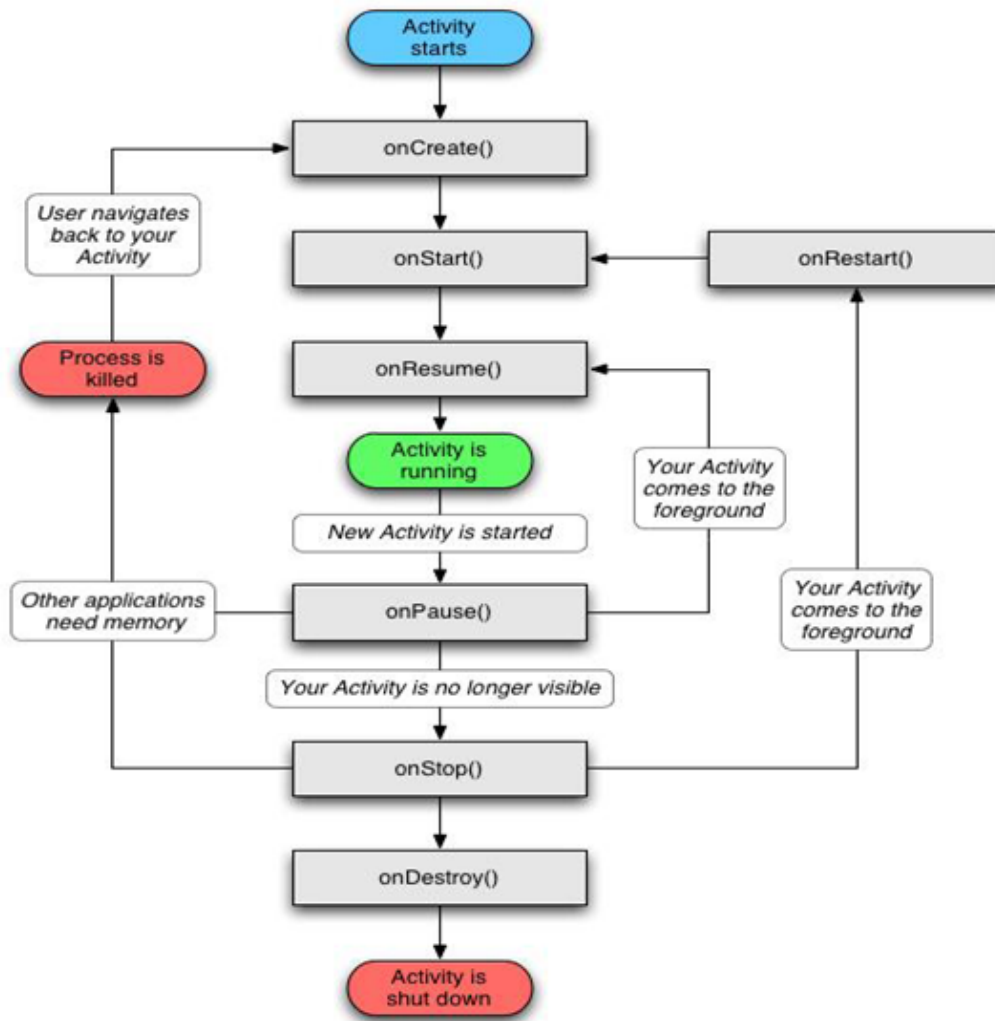 Activity
starts
onCreate()
User navigates
back to your
Activity
onStart()
onRestart()
Process is
killed
onResume()
Activity is
running
Your Activity
comes to the
foreground
New Activity is started
Other applications
need memory
onPause()
Your Activity
comes to the
foreground
Your Activity is no longer visible
onStop()
onDestroy()
Activity is
shut down